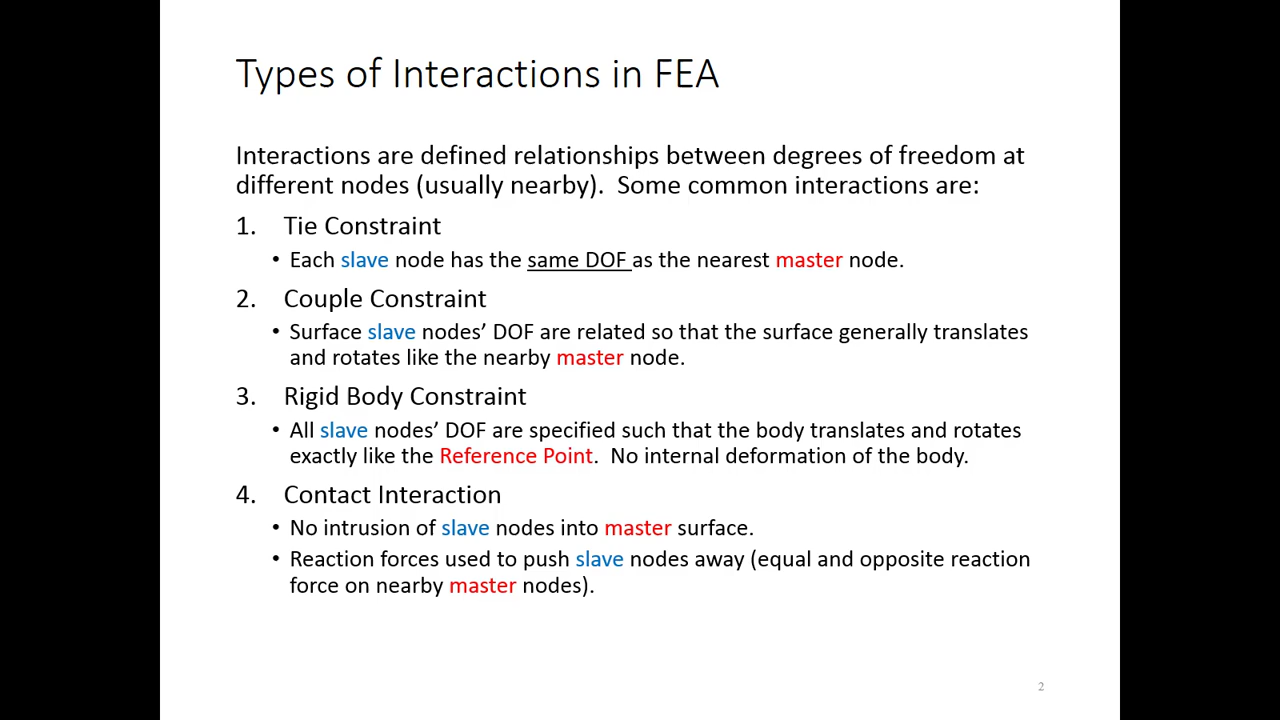 Types of Interactions in FEA
Interactions are defined relationships between degrees of freedom at
different nodes (usually nearby).  Some common interactions are:
1. Tie Constraint
• Each slave node has the same DOF as the nearest master node.
2. Couple Constraint
• Surface slave nodes’ DOF are related so that the surface generally translates
and rotates like the nearby master node.
3. Rigid Body Constraint
• All slave nodes’ DOF are specified such that the body translates and rotates
exactly like the Reference Point.  No internal deformation of the body.
4. Contact Interaction
• No intrusion of slave nodes into master surface.
• Reaction forces used to push slave nodes away (equal and opposite reaction
force on nearby master nodes).
2